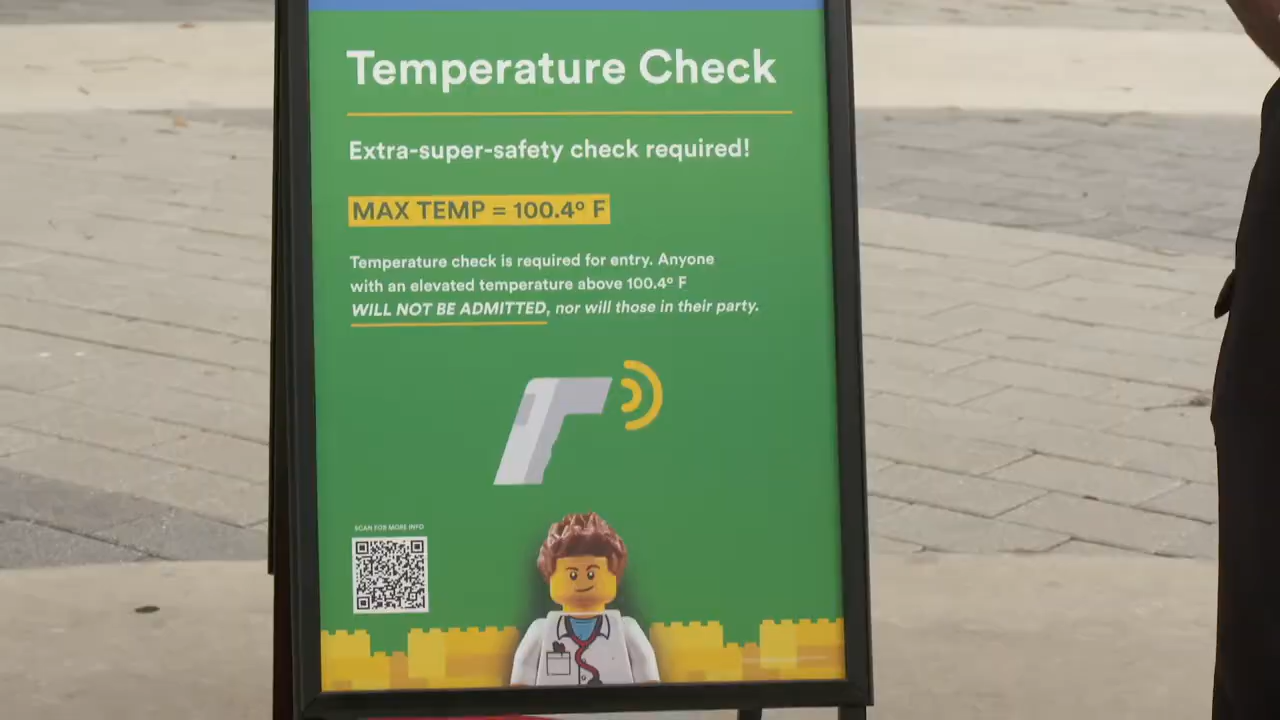 Temperature Check
Extra-super-safety check required!
MAX TEMP = 100.4º F
Temperature check is required for entry. Anyone
with an elevated temperature above 100.4º F
WILL NOT BE ADMITTED, nor will those in their party.
SCAN FOR MORE INFO